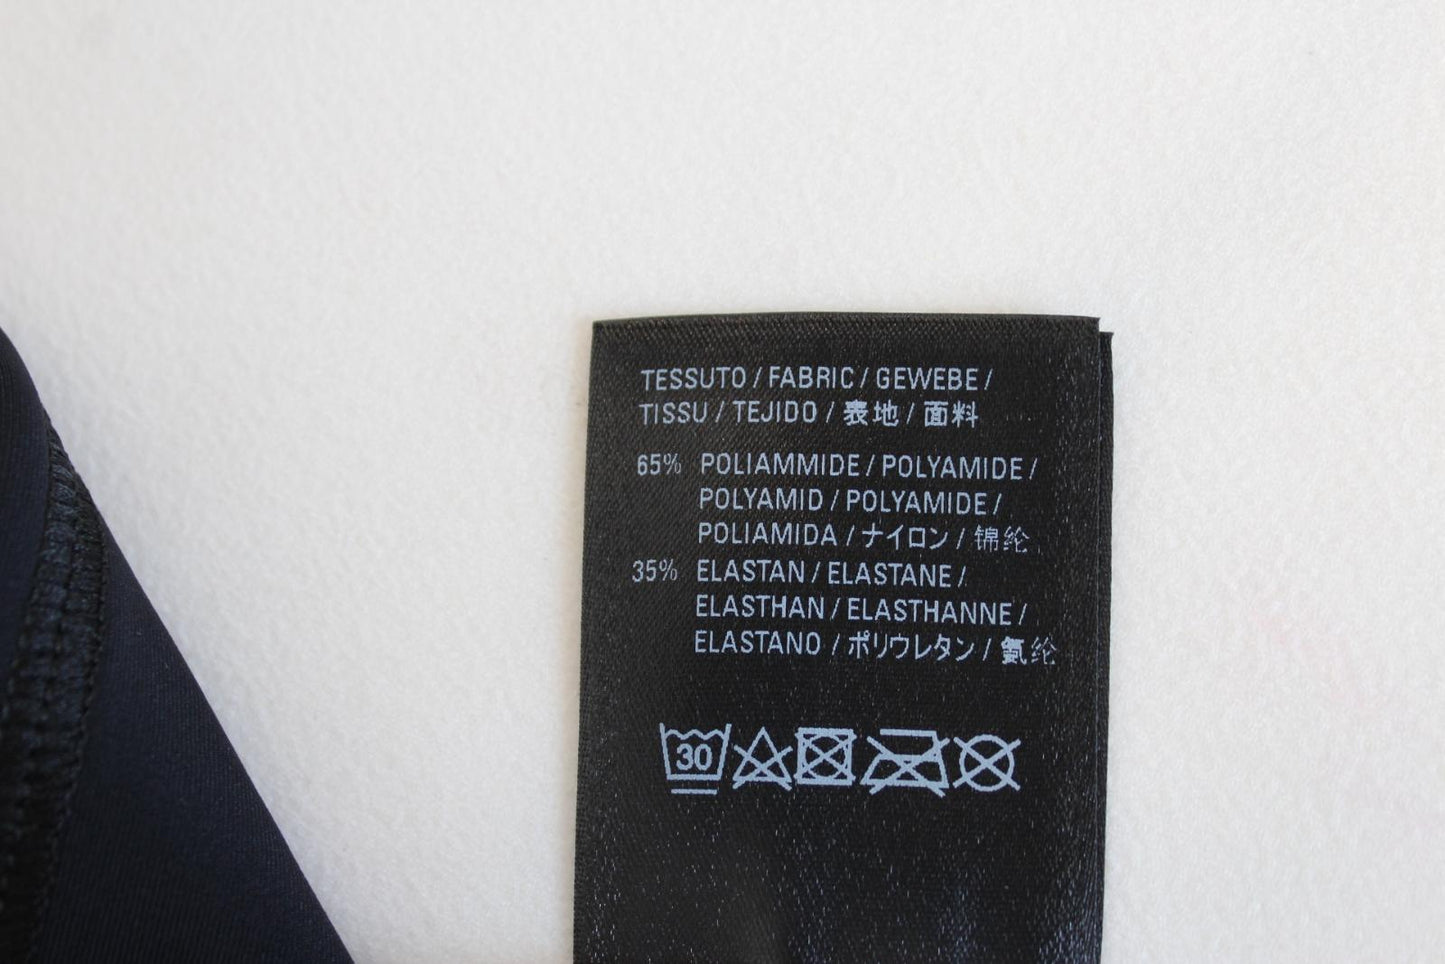 TESSUTO / FABRIC / GEWEBE /
TISSU / TEJIDO / 表地 / 面料
65% POLIAMMIDE / POLYAMIDE /
POLYAMID / POLYAMIDE /
POLIAMIDA / ナイロン / 锦纶
35% ELASTAN / ELASTANE /
ELASTHAN / ELASTHANNE /
ELASTANO / ポリウレタン / 氨纶
30